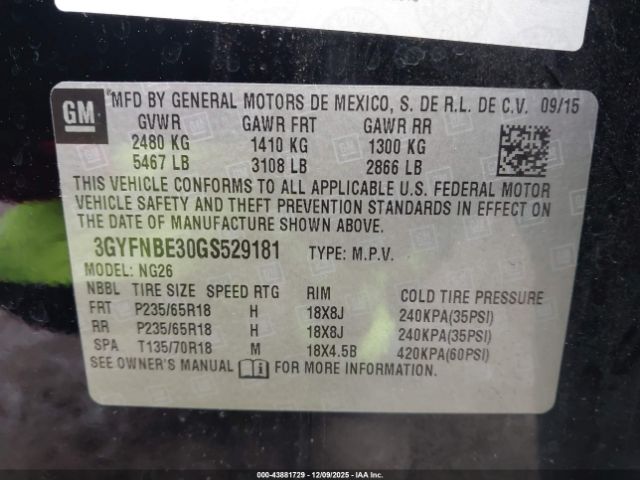 GM *MFD BY GENERAL MOTORS DE MEXICO, S. DE R.L. DE C.V. 09/15
GVWR GAWR FRT GAWR RR
2480 KG 1410 KG 1300 KG
5467 LB 3108 LB 2866 LB
THIS VEHICLE CONFORMS TO ALL APPLICABLE U.S. FEDERAL MOTOR
VEHICLE SAFETY AND THEFT PREVENTION STANDARDS IN EFFECT ON
THE DATE OF MANUFACTURE SHOWN ABOVE.
3GYFNBE30GS529181 TYPE: M.P.V.
MODEL: NG26
NBBL TIRE SIZE SPEED RTG RIM COLD TIRE PRESSURE
FRT P235/65R18 H 18X8J 240KPA(35PSI)
RR P235/65R18 H 18X8J 240KPA(35PSI)
SPA T135/70R18 M 18X4.5B 420KPA(60PSI)
SEE OWNER'S MANUAL FOR MORE INFORMATION.
000-43881729 - 12/09/2025 - IAAI.COM